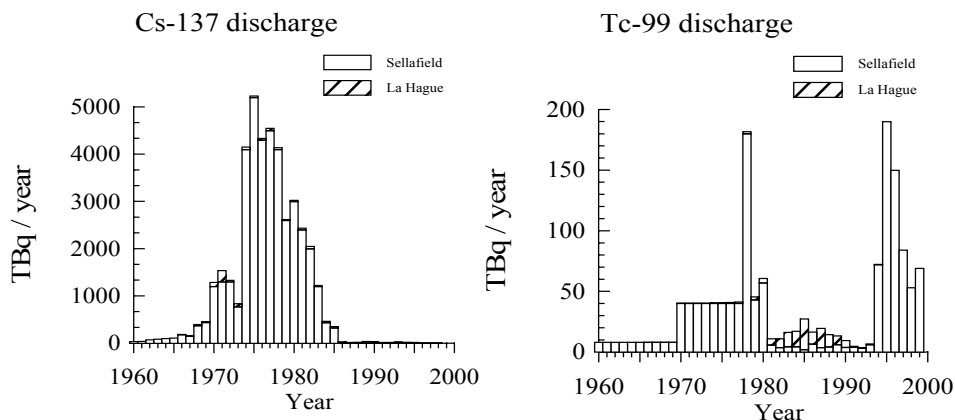 Cs-137 discharge
Sellafield
La Hague
5000
4000
3000
2000
1000
0
TBq / year
1960 1970 1980 1990 2000
Year
Tc-99 discharge
Sellafield
La Hague
200
150
100
50
0
TBq / year
1960 1970 1980 1990 2000
Year